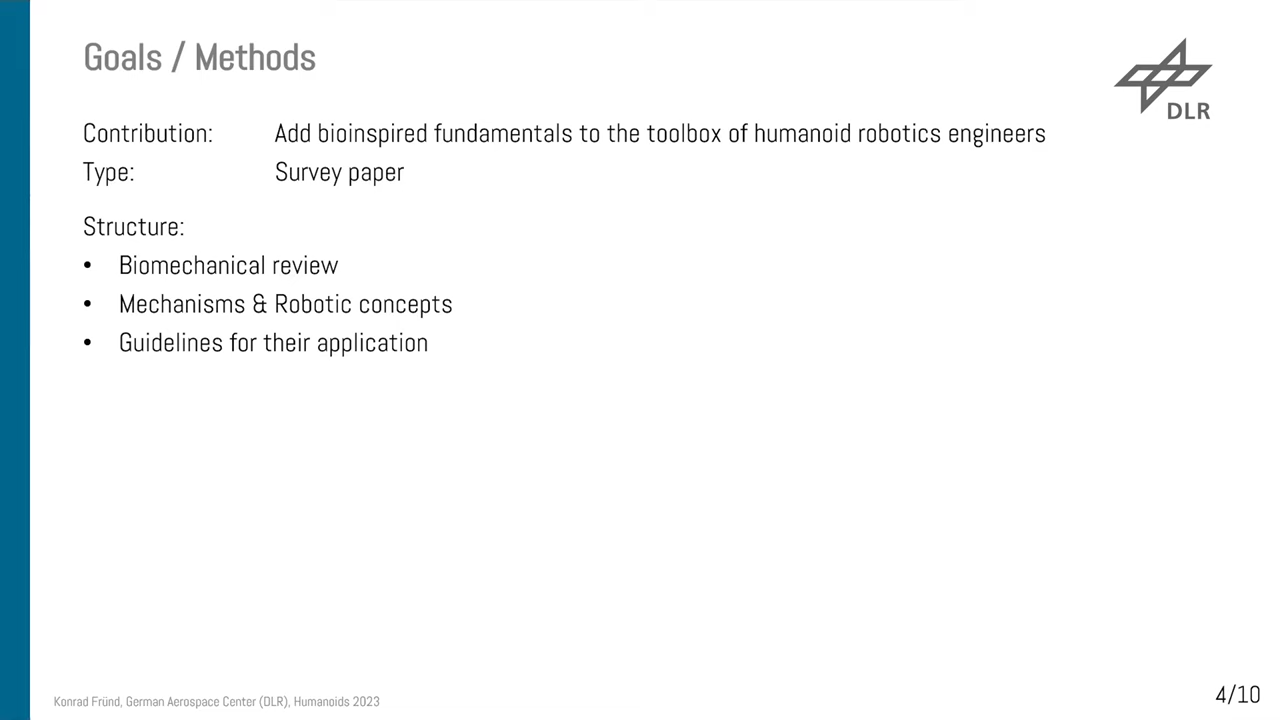 Goals / Methods
DLR
Contribution: Add bioinspired fundamentals to the toolbox of humanoid robotics engineers
Type: Survey paper
Structure:
• Biomechanical review
• Mechanisms & Robotic concepts
• Guidelines for their application
Konrad Fründ, German Aerospace Center (DLR), Humanoids 2023
4/10